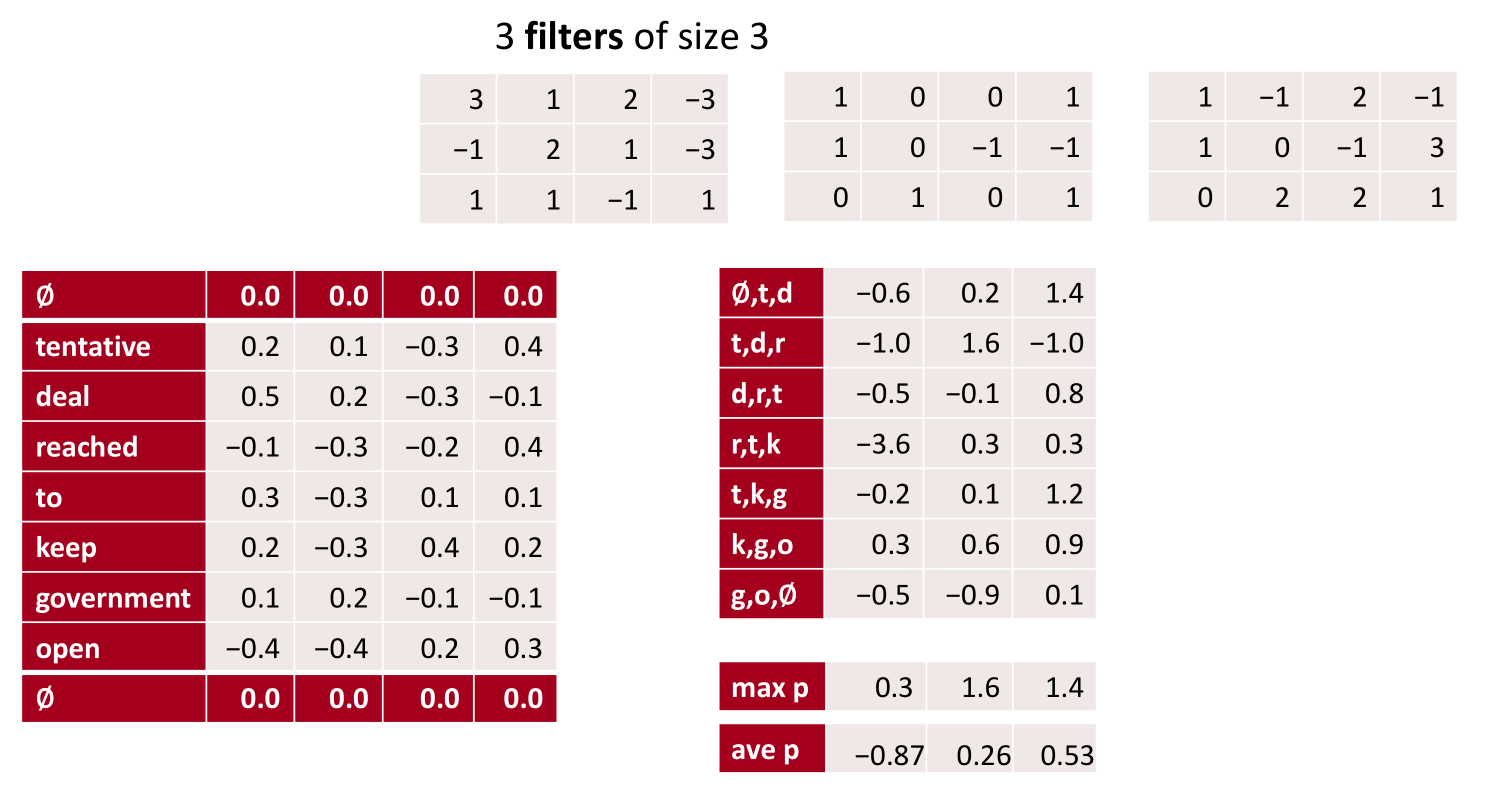 3 filters of size 3
3 1 2 −3
−1 2 1 −3
1 1 −1 1
1 0 0 1
1 0 −1 −1
0 1 0 1
1 −1 2 −1
1 0 −1 3
0 2 2 1
Ø 0.0 0.0 0.0 0.0
tentative 0.2 0.1 −0.3 0.4
deal 0.5 0.2 −0.3 −0.1
reached −0.1 −0.3 −0.2 0.4
to 0.3 −0.3 0.1 0.1
keep 0.2 −0.3 0.4 0.2
government 0.1 0.2 −0.1 −0.1
open −0.4 −0.4 0.2 0.3
Ø 0.0 0.0 0.0 0.0
Ø,t,d −0.6 0.2 1.4
t,d,r −1.0 1.6 −1.0
d,r,t −0.5 −0.1 0.8
r,t,k −3.6 0.3 0.3
t,k,g −0.2 0.1 1.2
k,g,o 0.3 0.6 0.9
g,o,Ø −0.5 −0.9 0.1
max p 0.3 1.6 1.4
ave p −0.87 0.26 0.53